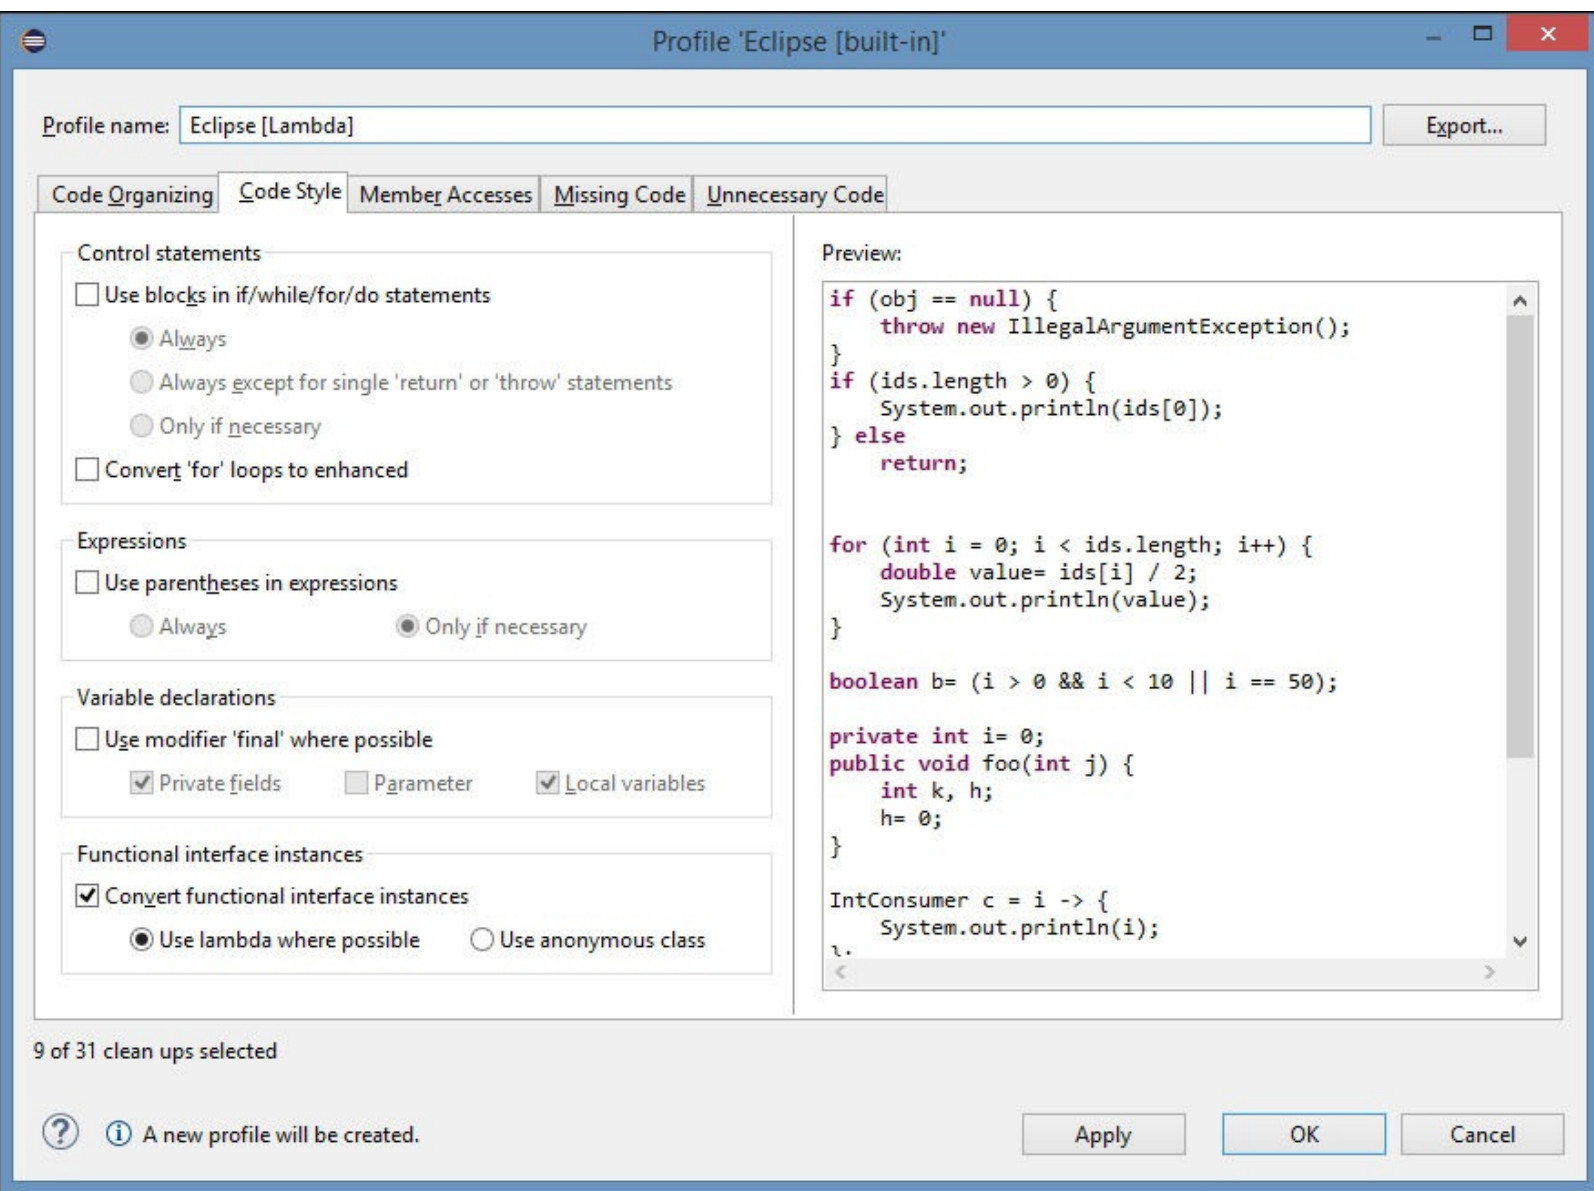 Profile 'Eclipse [built-in]'
Profile name: Eclipse [Lambda] Export...
Code Organizing Code Style Member Accesses Missing Code Unnecessary Code
Control statements
Use blocks in if/while/for/do statements
Always
Always except for single 'return' or 'throw' statements
Only if necessary
Convert 'for' loops to enhanced
Expressions
Use parentheses in expressions
Always Only if necessary
Variable declarations
Use modifier 'final' where possible
Private fields Parameter Local variables
Functional interface instances
Convert functional interface instances
Use lambda where possible Use anonymous class
Preview:
if (obj == null) {
    throw new IllegalArgumentException();
}
if (ids.length > 0) {
    System.out.println(ids[0]);
} else
    return;
for (int i = 0; i < ids.length; i++) {
    double value= ids[i] / 2;
    System.out.println(value);
}
boolean b= (i > 0 && i < 10 || i == 50);
private int i= 0;
public void foo(int j) {
    int k, h;
    h= 0;
}
IntConsumer c = i -> {
    System.out.println(i);
};
9 of 31 clean ups selected
A new profile will be created.
Apply OK Cancel